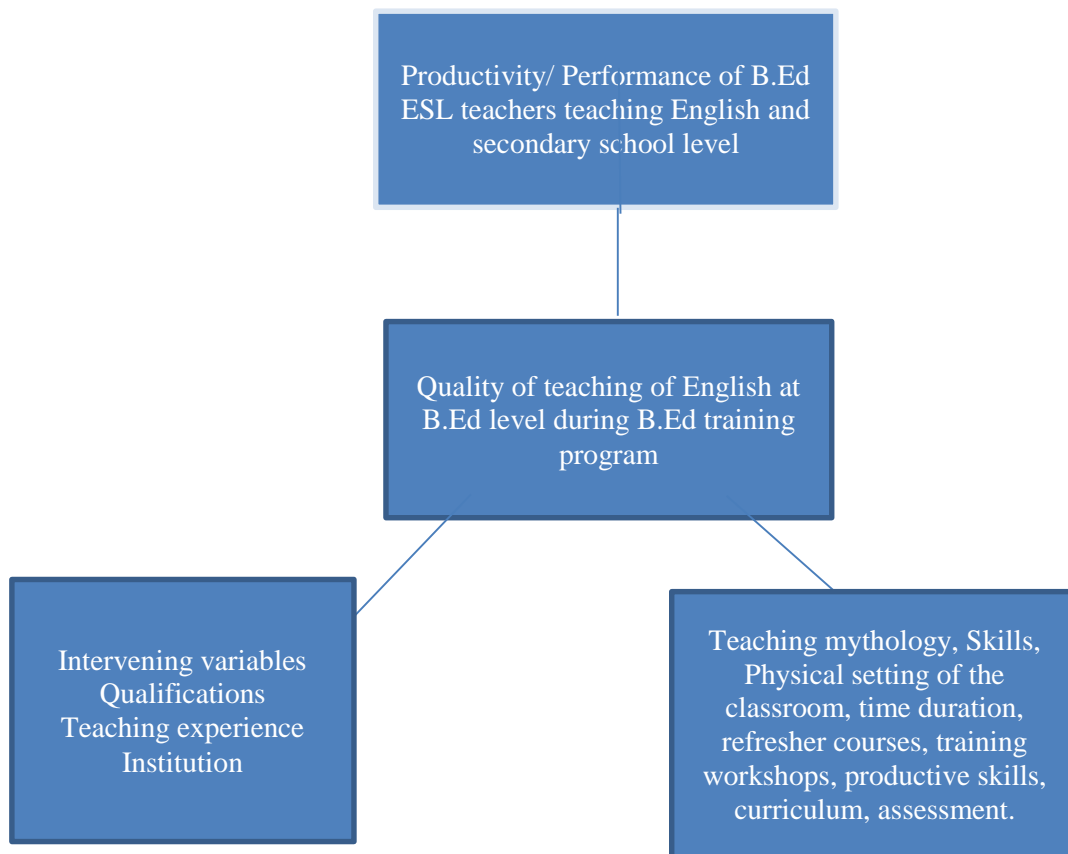 Productivity/ Performance of B.Ed
ESL teachers teaching English and
secondary school level
Quality of teaching of English at
B.Ed level during B.Ed training
program
Intervening variables
Qualifications
Teaching experience
Institution
Teaching mythology, Skills,
Physical setting of the
classroom, time duration,
refresher courses, training
workshops, productive skills,
curriculum, assessment.